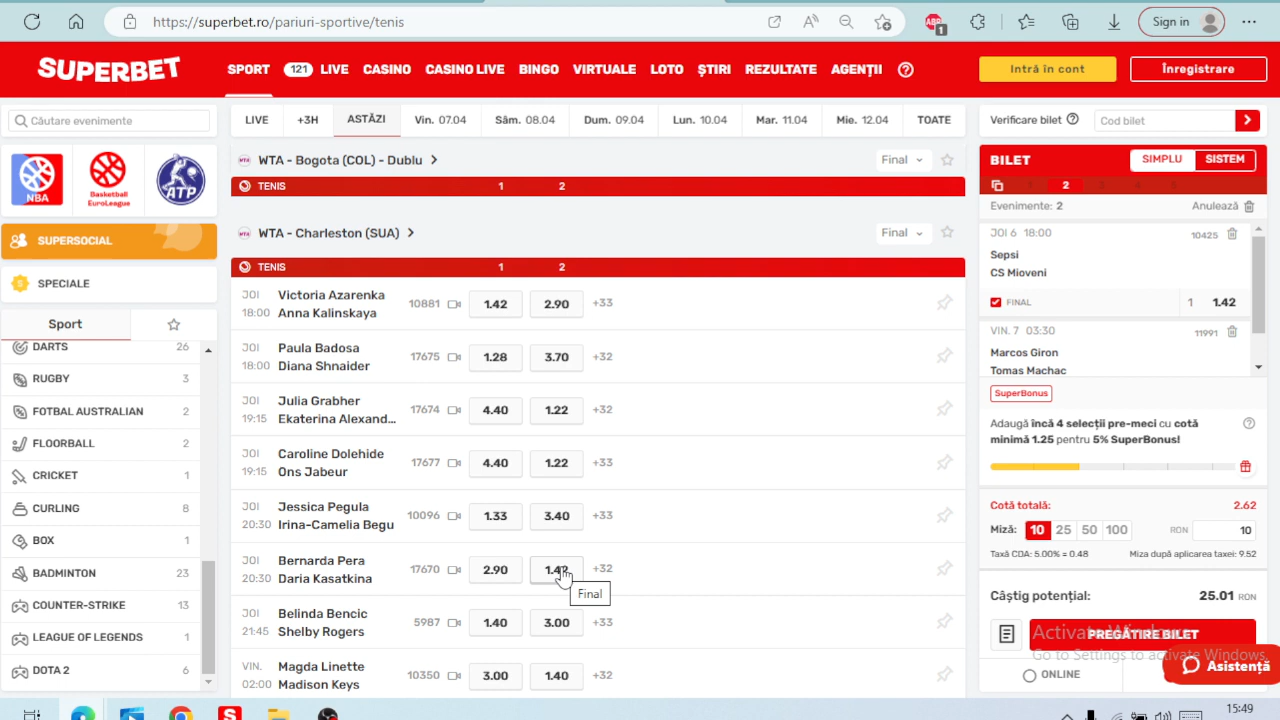 https://superbet.ro/pariuri-sportive/tenis
Sign in
1
SUPERBET
SPORT 121 LIVE CASINO CASINO LIVE BINGO VIRTUALE LOTO ȘTIRI REZULTATE AGENȚII
Intră în cont
Înregistrare
Căutare evenimente
LIVE +3H ASTĂZI Vin. 07.04 Sâm. 08.04 Dum. 09.04 Lun. 10.04 Mar. 11.04 Mie. 12.04 TOATE
Verificare bilet
Cod bilet
NBA
Basketball
EuroLeague
ATP
SUPERSOCIAL
SPECIALE
Sport
DARTS 26
RUGBY 3
FOTBAL AUSTRALIAN 2
FLOORBALL 2
CRICKET 1
CURLING 8
BOX 1
BADMINTON 23
COUNTER-STRIKE 13
LEAGUE OF LEGENDS 1
DOTA 2 6
WTA - Bogota (COL) - Dublu
Final
TENIS 1 2
WTA - Charleston (SUA)
Final
TENIS 1 2
JOI Victoria Azarenka
18:00 Anna Kalinskaya
10881 1.42 2.90 +33
JOI Paula Badosa
18:00 Diana Shnaider
17675 1.28 3.70 +32
JOI Julia Grabher
19:15 Ekaterina Alexand...
17674 4.40 1.22 +32
JOI Caroline Dolehide
19:15 Ons Jabeur
17677 4.40 1.22 +33
JOI Jessica Pegula
20:30 Irina-Camelia Begu
10096 1.33 3.40 +33
JOI Bernarda Pera
20:30 Daria Kasatkina
17670 2.90 1.42 +32
Final
JOI Belinda Bencic
21:45 Shelby Rogers
5987 1.40 3.00 +33
VIN. Magda Linette
02:00 Madison Keys
10350 3.00 1.40 +32
BILET
SIMPLU SISTEM
2
Evenimente: 2 Anulează
JOI 6 18:00 10425
Sepsi
CS Mioveni
FINAL 1 1.42
VIN. 7 03:30 11991
Marcos Giron
Tomas Machac
SuperBonus
Adaugă încă 4 selecții pre-meci cu cotă
minimă 1.25 pentru 5% SuperBonus!
Cotă totală: 2.62
Miză: 10 25 50 100 RON 10
Taxă CDA: 5.00% = 0.48 Miza după aplicarea taxei: 9.52
Câștig potențial: 25.01 RON
PREGĂTIRE BILET
Activate Windows
Go to Settings to activate Windows.
ONLINE
Asistență
15:49